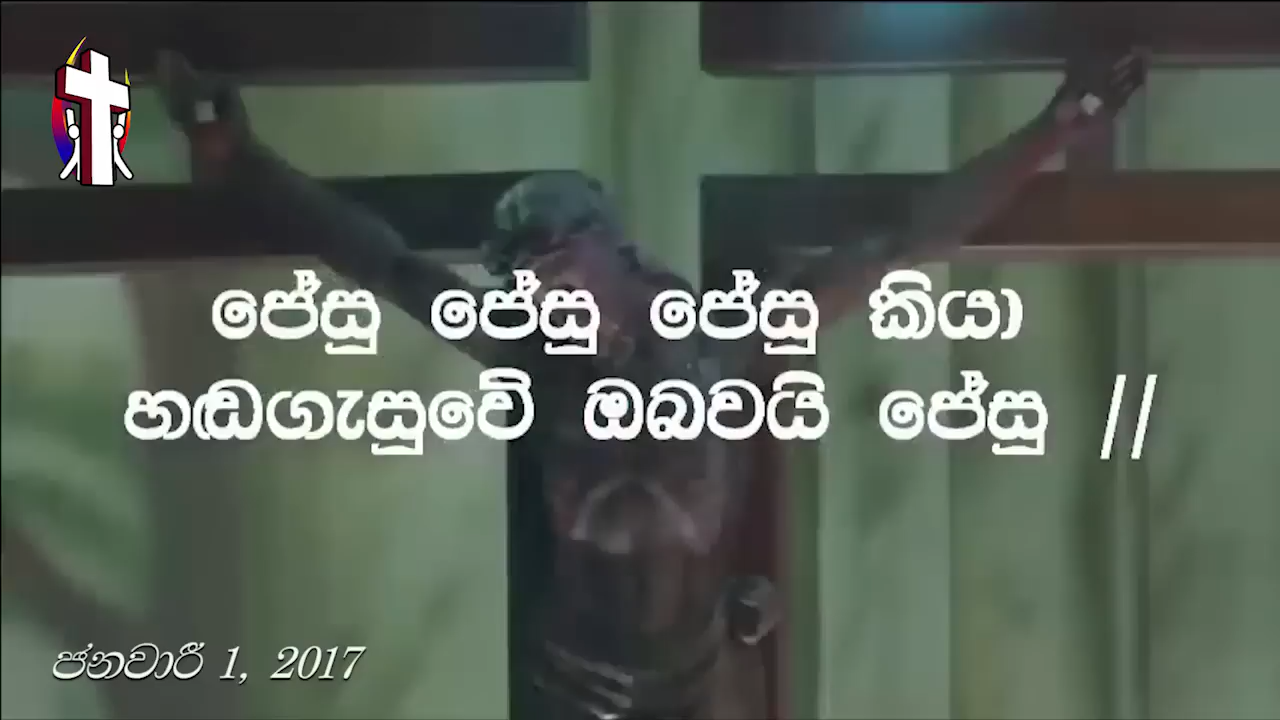 ජේසු ජේසු ජේසු කියා
හඬගැසුවේ ඔබවයි ජේසු //
ජනවාරී 1, 2017